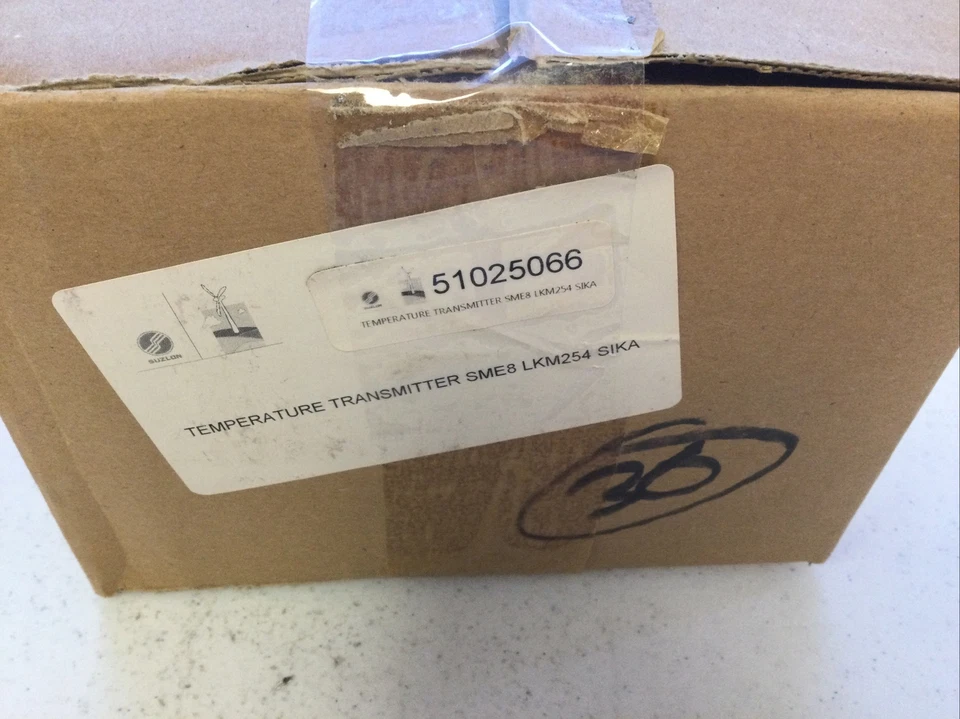 51025066
TEMPERATURE TRANSMITTER SME8 LKM254 SIKA
SUZLON
TEMPERATURE TRANSMITTER SME8 LKM254 SIKA
36